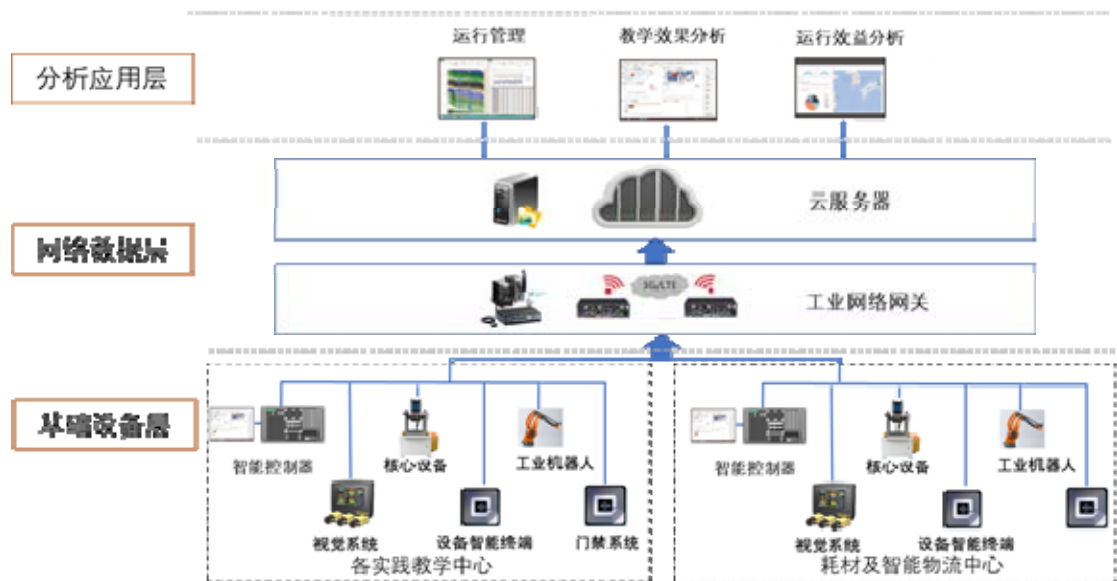 运行管理
教学效果分析
运行效益分析
分析应用层
云服务器
网络数据层
3G/LTE
工业网络网关
基础设备层
智能控制器
核心设备
工业机器人
智能控制器
核心设备
工业机器人
视觉系统
设备智能终端
门禁系统
视觉系统
设备智能终端
各实践教学中心
耗材及智能物流中心